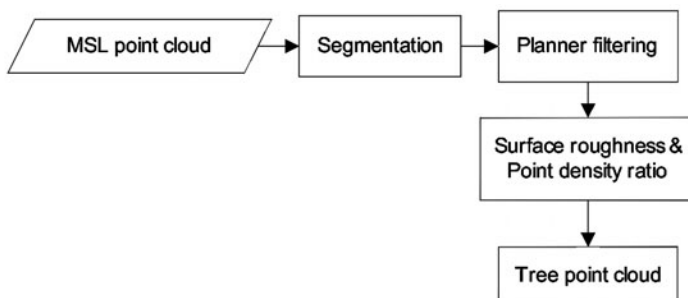 MSL point cloud
Segmentation
Planner filtering
Surface roughness &
Point density ratio
Tree point cloud